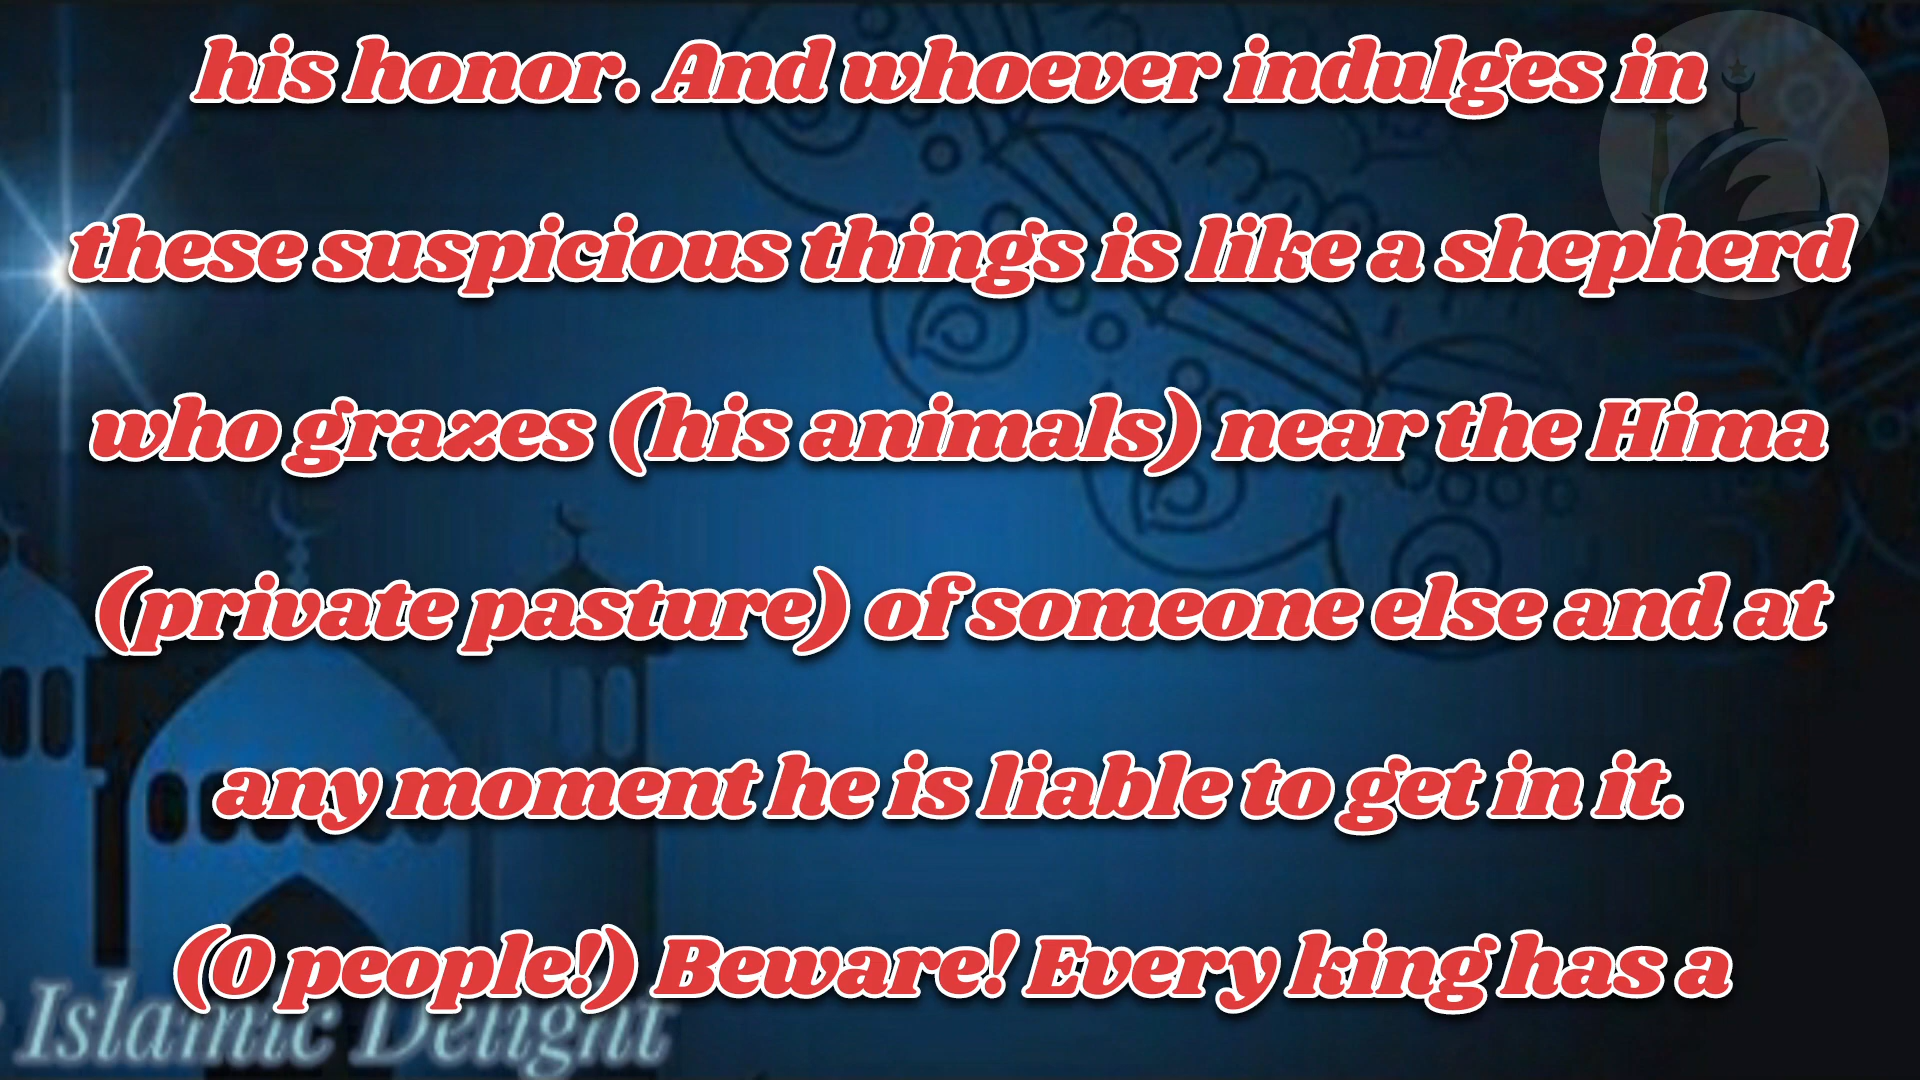 his honor. And whoever indulges in
these suspicious things is like a shepherd
who grazes (his animals) near the Hima
(private pasture) of someone else and at
any moment he is liable to get in it.
(O people!) Beware! Every king has a
Islamic Delight